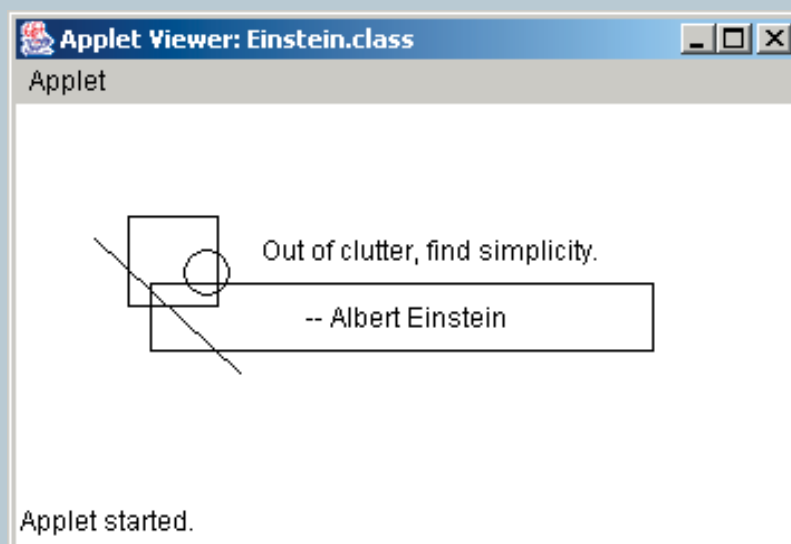 Applet Viewer: Einstein.class
Applet
Out of clutter, find simplicity.
-- Albert Einstein
Applet started.